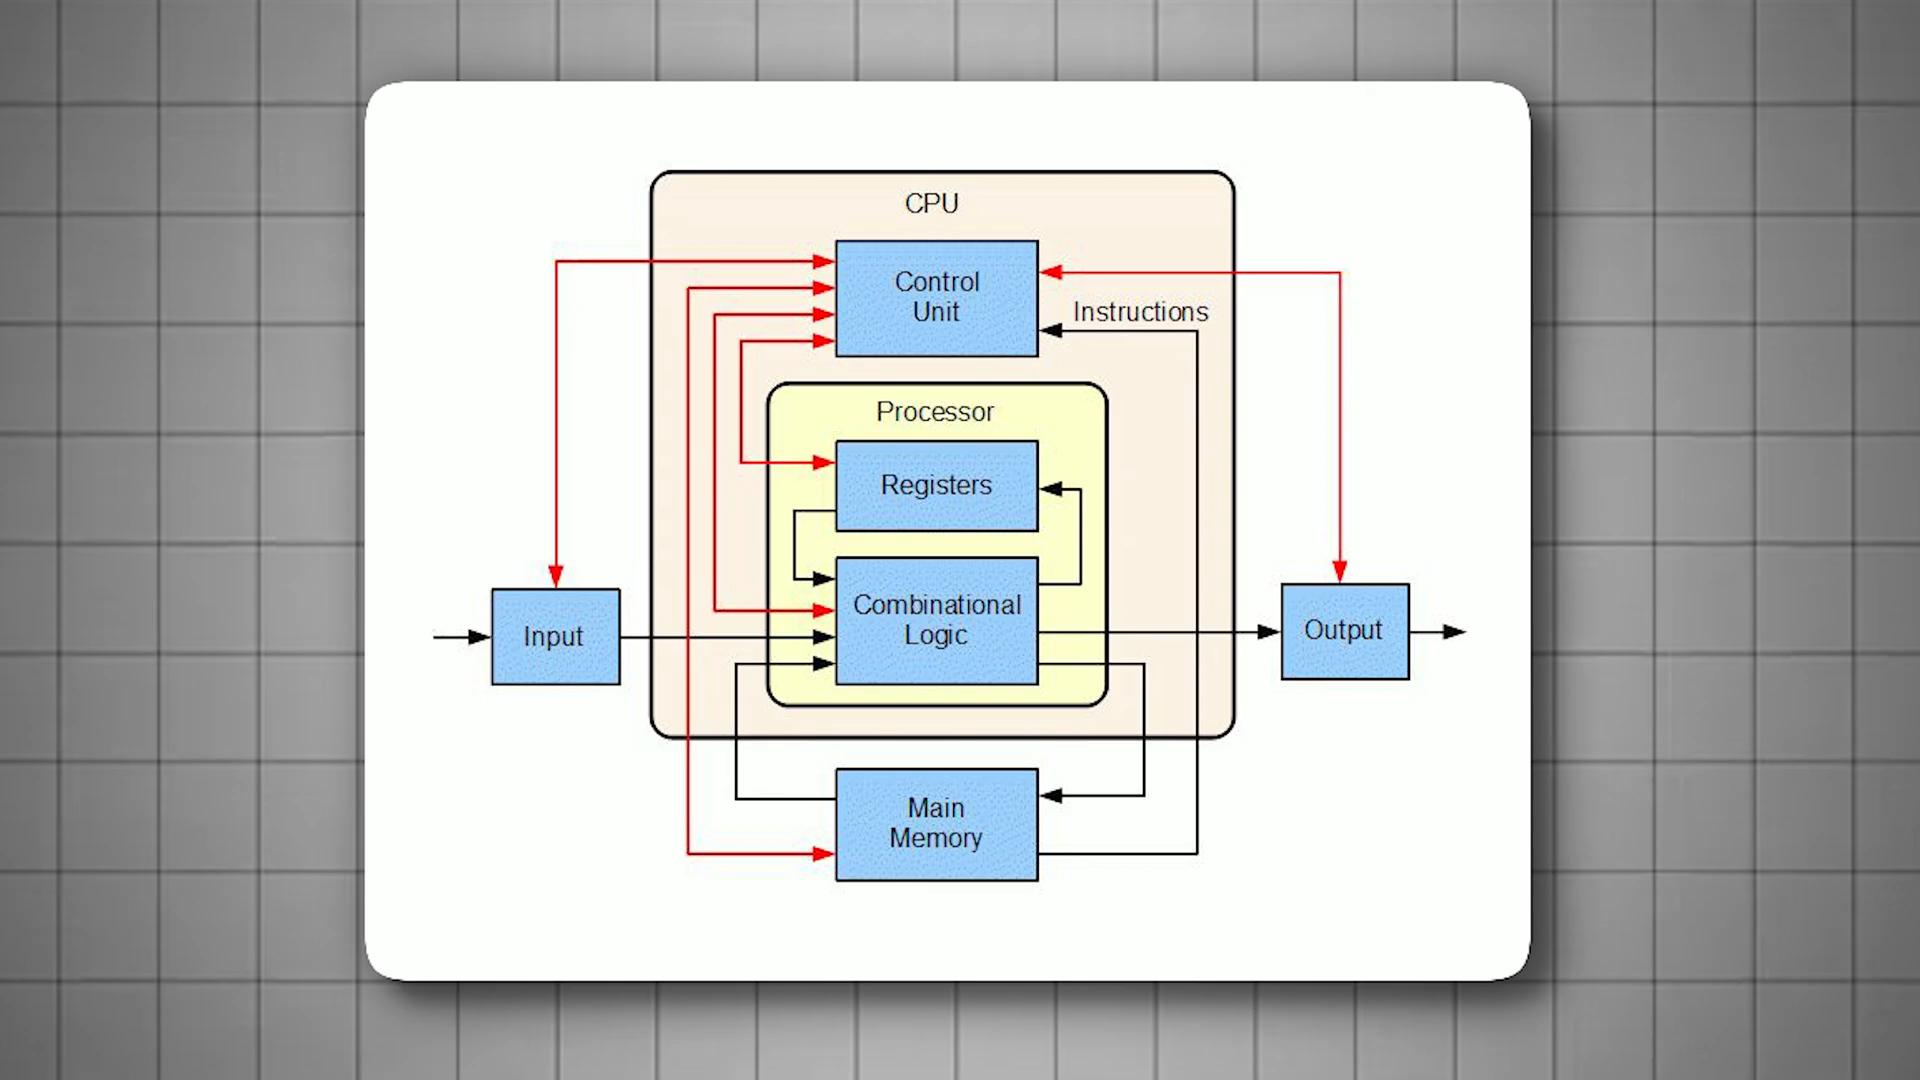 CPU
Control
Unit
Instructions
Processor
Registers
Combinational
Logic
Input
Output
Main
Memory